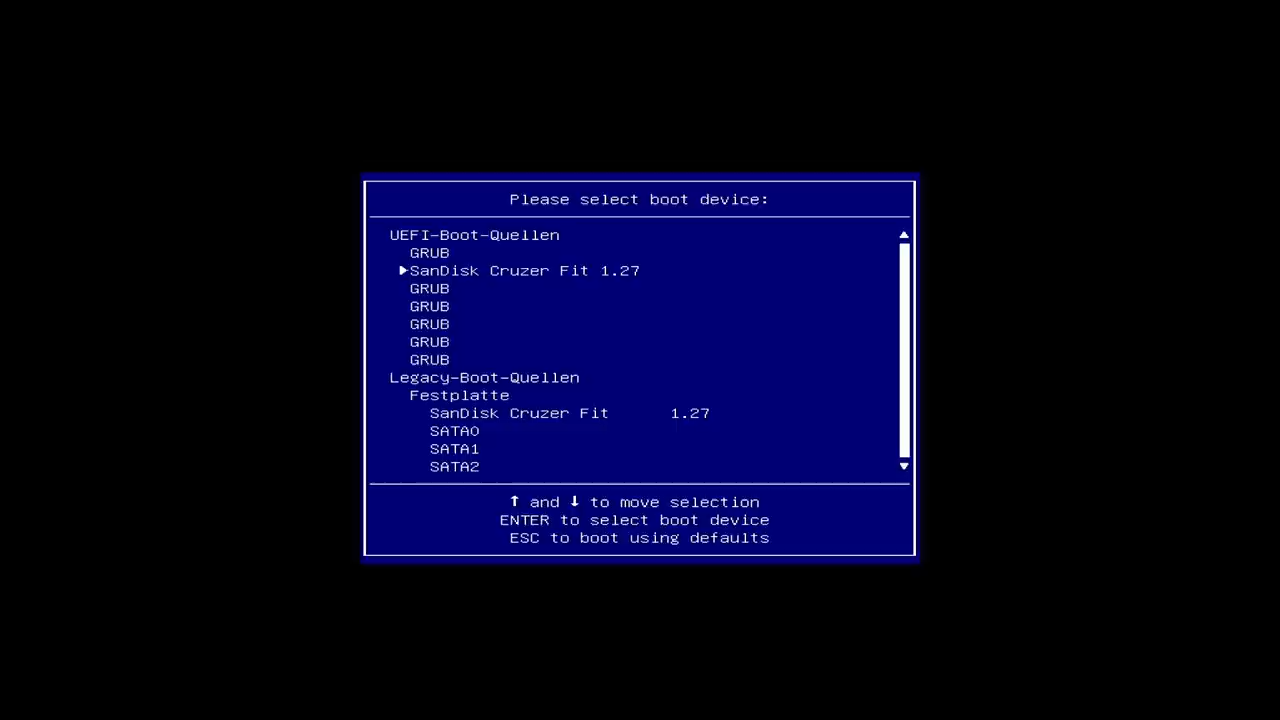 Please select boot device:
UEFI-Boot-Quellen
GRUB
▶SanDisk Cruzer Fit 1.27
GRUB
GRUB
GRUB
GRUB
GRUB
Legacy-Boot-Quellen
Festplatte
SanDisk Cruzer Fit 1.27
SATA0
SATA1
SATA2
↑ and ↓ to move selection
ENTER to select boot device
ESC to boot using defaults